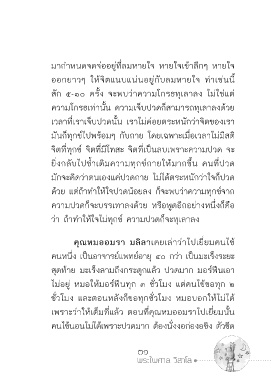 มากำหนดจดจ่ออยู่ที่ลมหายใจ หายใจเข้าลึกๆ หายใจ
ออกยาวๆ ให้จิตแนบแน่นอยู่กับลมหายใจ ทำเช่นนี้
สัก ๕-๑๐ ครั้ง จะพบว่าความโกรธทุเลาลง ไม่ใช่แค่
ความโกรธเท่านั้น ความเจ็บปวดก็สามารถทุเลาลงด้วย
เวลาที่เราเจ็บปวดนั้น เราไม่ค่อยตระหนักว่าจิตของเรา
มันก็ทุกข์ไปพร้อมๆ กับกาย โดยเฉพาะเมื่อเวลาไม่มีสติ
จิตที่ทุกข์ จิตที่มีโทสะ จิตที่เป็นลบเพราะความปวด จะ
ยิ่งกลับไปซ้ำเติมความทุกข์กายให้มากขึ้น คนที่ปวด
มักจะคิดว่าตนเองแค่ปวดกาย ไม่ได้ตระหนักว่าใจก็ปวด
ด้วย แต่ถ้าทำให้ใจปวดน้อยลง ก็จะพบว่าความทุกข์จาก
ความปวดก็จะบรรเทาลงด้วย หรือพูดอีกอย่างหนึ่งก็คือ
ว่า ถ้าทำให้ใจไม่ทุกข์ ความปวดก็จะทุเลาลง
คุณหมออมรา มลิลาเคยเล่าว่าไปเยี่ยมคนไข้
คนหนึ่ง เป็นอาจารย์แพทย์อายุ ๘๐ กว่า เป็นมะเร็งระยะ
สุดท้าย มะเร็งลามถึงกระดูกแล้ว ปวดมาก มอร์ฟีนเอา
ไม่อยู่ หมอให้มอร์ฟีนทุก ๓ ชั่วโมง แต่คนไข้ขอทุก ๒
ชั่วโมง และตอนหลังก็ขอทุกชั่วโมง หมอบอกให้ไม่ได้
เพราะว่าให้เต็มที่แล้ว ตอนที่คุณหมออมราไปเยี่ยมนั้น
คนไข้นอนไม่ได้เพราะปวดมาก ต้องนั่งงอก่องอขิง ตัวซีด
๓๑
พระไพศาล วิสาโล